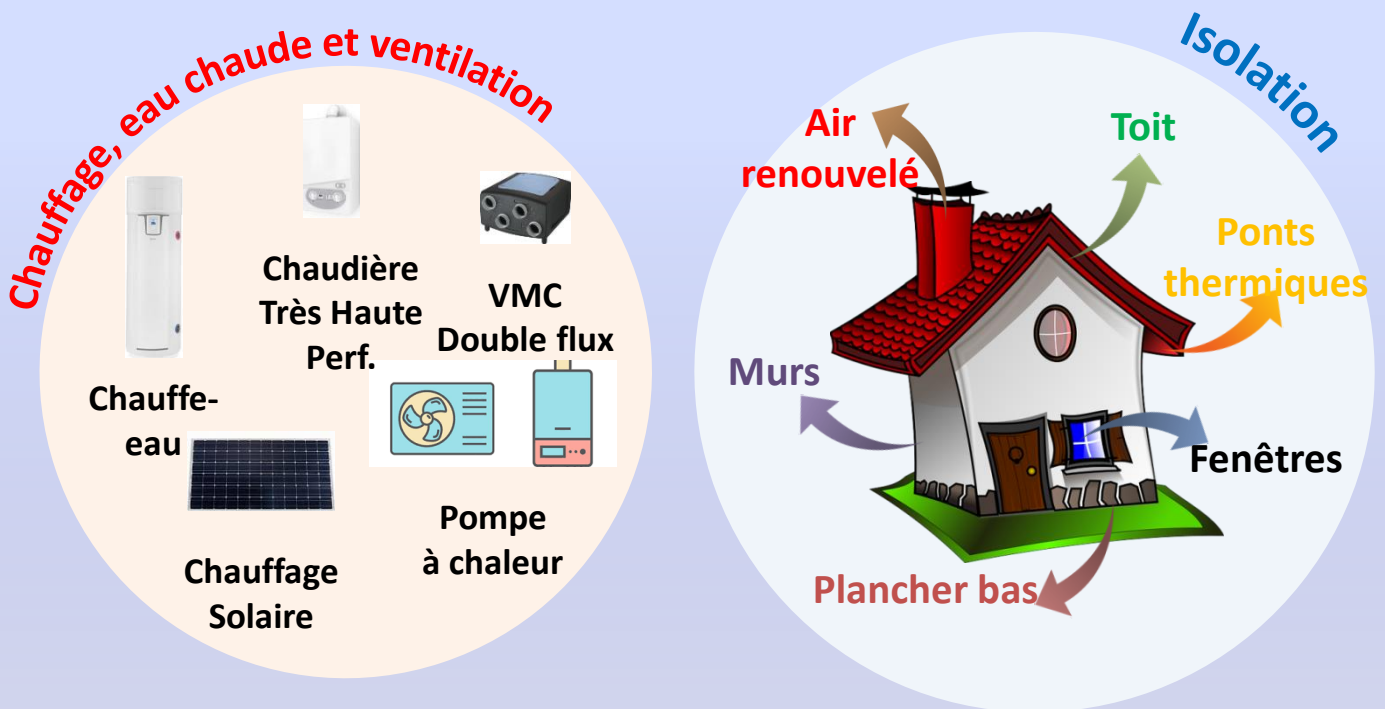 Chauffage, eau chaude et ventilation
Chaudière
Très Haute
Perf.
VMC
Double flux
Chauffe-
eau
Pompe
à chaleur
Chauffage
Solaire
Isolation
Air
renouvelé
Toit
Ponts
thermiques
Murs
Fenêtres
Plancher bas